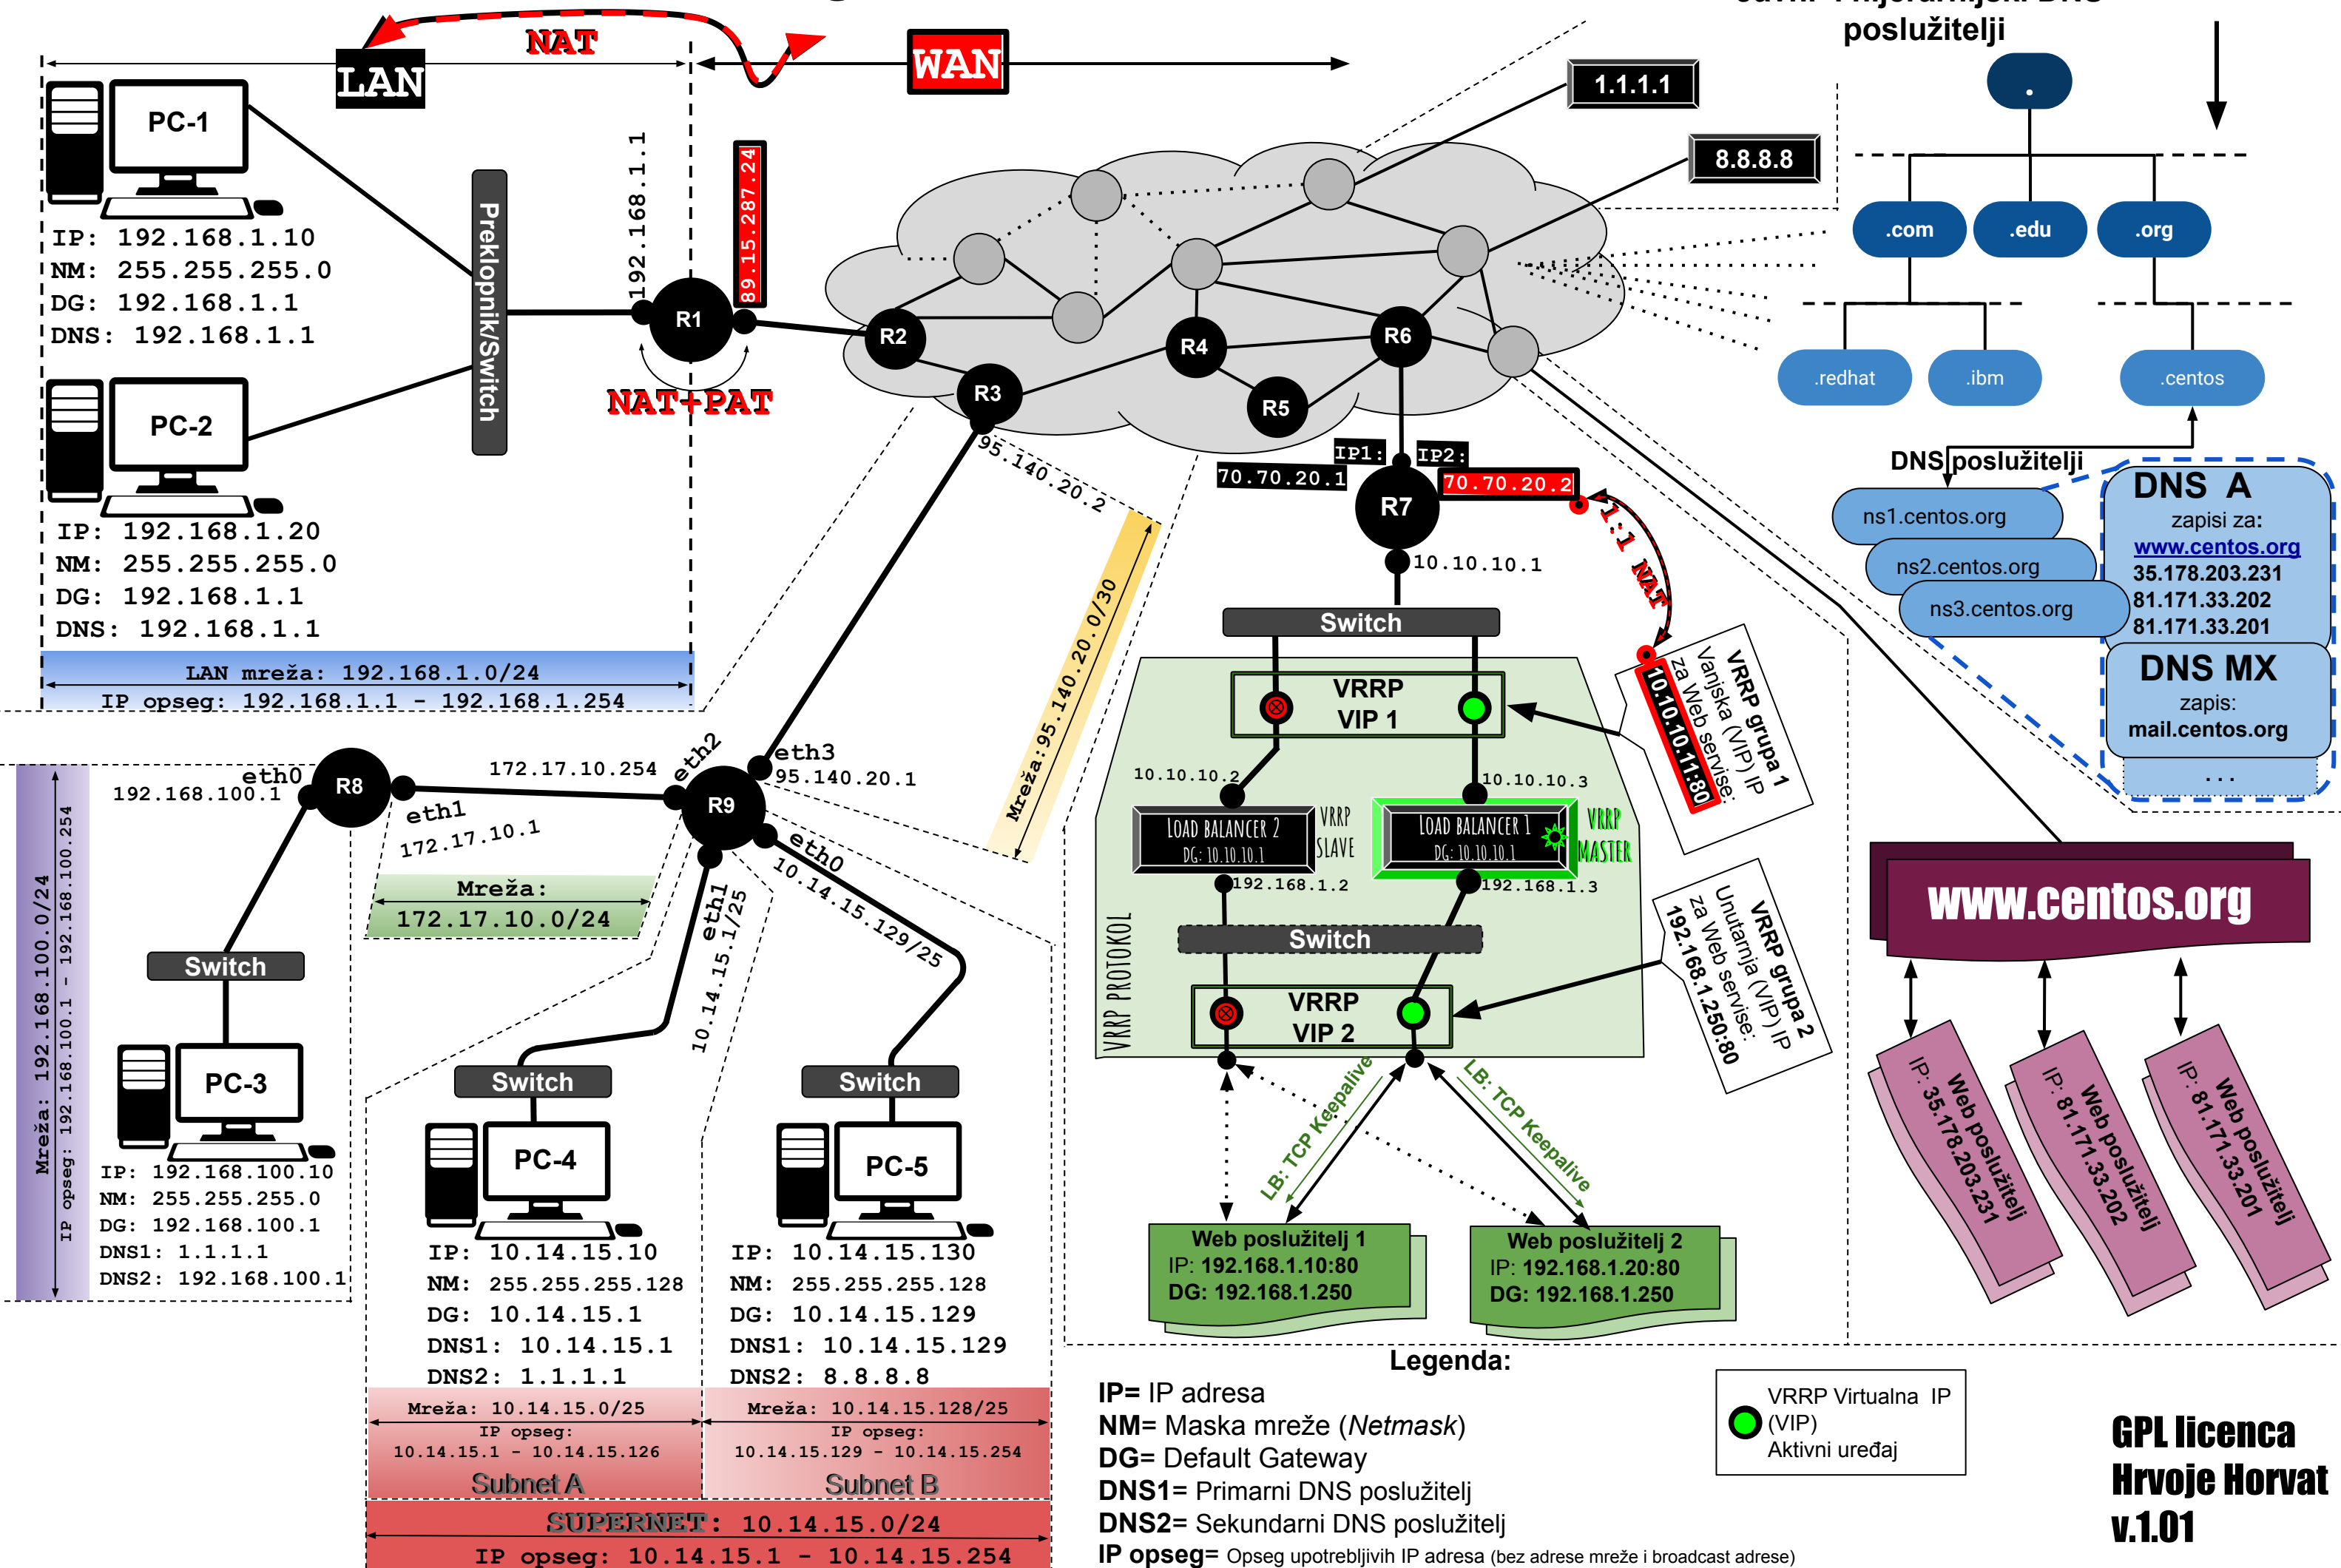 NAT
LAN
WAN
poslužitelji
1.1.1.1
8.8.8.8
.
.com
.edu
.org
.redhat
.ibm
.centos
PC-1
IP: 192.168.1.10
NM: 255.255.255.0
DG: 192.168.1.1
DNS: 192.168.1.1
PC-2
IP: 192.168.1.20
NM: 255.255.255.0
DG: 192.168.1.1
DNS: 192.168.1.1
LAN mreža: 192.168.1.0/24
IP opseg: 192.168.1.1 - 192.168.1.254
Preklopnik/Switch
192.168.1.1
R1
89.15.287.24
NAT+PAT
R2
R3
R4
R5
R6
95.140.20.2
Mreža:95.140.20.0/30
IP1:
70.70.20.1
IP2:
70.70.20.2
R7
1:1 NAT
10.10.10.1
Switch
VRRP
VIP 1
10.10.10.2
10.10.10.3
LOAD BALANCER 2
DG: 10.10.10.1
VRRP
SLAVE
LOAD BALANCER 1
DG: 10.10.10.1
VRRP
MASTER
192.168.1.2
192.168.1.3
Switch
VRRP PROTOKOL
VRRP
VIP 2
VRRP grupa 1
Vanjska (VIP) IP
za Web servise:
10.10.10.11:80
VRRP grupa 2
Unutarnja (VIP) IP
za Web servise:
192.168.1.250:80
LB: TCP Keepalive
LB: TCP Keepalive
Web poslužitelj 1
IP: 192.168.1.10:80
DG: 192.168.1.250
Web poslužitelj 2
IP: 192.168.1.20:80
DG: 192.168.1.250
DNS poslužitelji
ns1.centos.org
ns2.centos.org
ns3.centos.org
DNS A
zapisi za:
www.centos.org
35.178.203.231
81.171.33.202
81.171.33.201
DNS MX
zapis:
mail.centos.org
...
www.centos.org
Web poslužitelj
IP: 35.178.203.231
Web poslužitelj
IP: 81.171.33.202
Web poslužitelj
IP: 81.171.33.201
eth0
192.168.100.1
R8
eth1
172.17.10.1
172.17.10.254
eth2
R9
eth3
95.140.20.1
eth0
10.14.15.129/25
eth1
10.14.15.1/25
Mreža:
172.17.10.0/24
Mreža: 192.168.100.0/24
IP opseg: 192.168.100.1 - 192.168.100.254
Switch
PC-3
IP: 192.168.100.10
NM: 255.255.255.0
DG: 192.168.100.1
DNS1: 1.1.1.1
DNS2: 192.168.100.1
Switch
PC-4
IP: 10.14.15.10
NM: 255.255.255.128
DG: 10.14.15.1
DNS1: 10.14.15.1
DNS2: 1.1.1.1
Switch
PC-5
IP: 10.14.15.130
NM: 255.255.255.128
DG: 10.14.15.129
DNS1: 10.14.15.129
DNS2: 8.8.8.8
Mreža: 10.14.15.0/25
IP opseg:
10.14.15.1 - 10.14.15.126
Subnet A
Mreža: 10.14.15.128/25
IP opseg:
10.14.15.129 - 10.14.15.254
Subnet B
SUPERNET: 10.14.15.0/24
IP opseg: 10.14.15.1 - 10.14.15.254
Legenda:
IP= IP adresa
NM= Maska mreže (Netmask)
DG= Default Gateway
DNS1= Primarni DNS poslužitelj
DNS2= Sekundarni DNS poslužitelj
IP opseg= Opseg upotrebljivih IP adresa (bez adrese mreže i broadcast adrese)
VRRP Virtualna IP
(VIP)
Aktivni uređaj
GPL licenca
Hrvoje Horvat
v.1.01